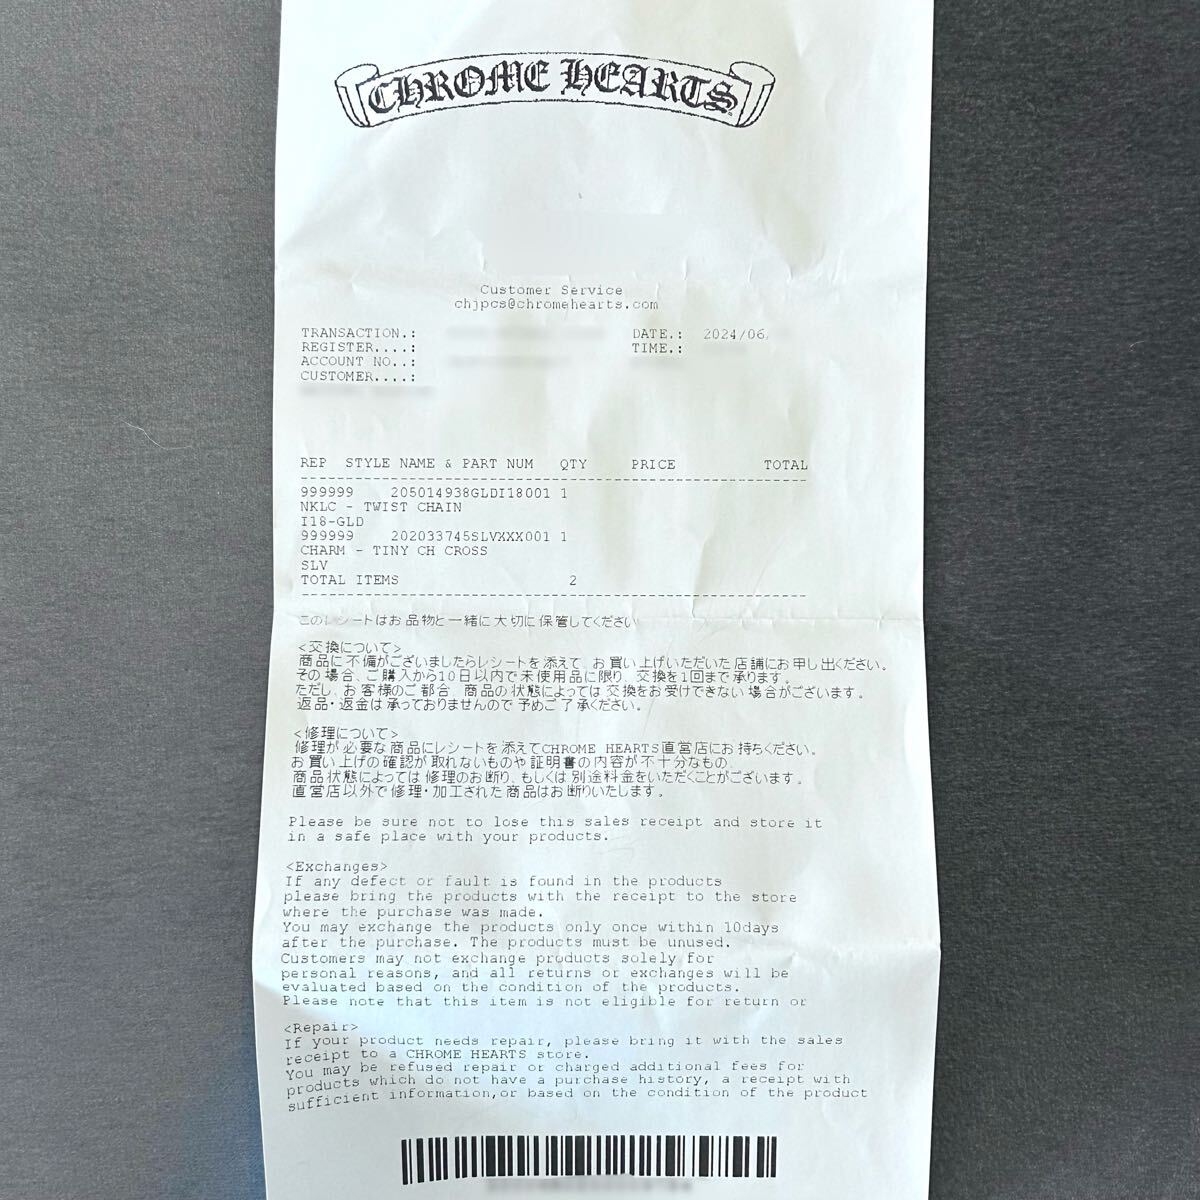 CHROME HEARTS
Customer Service
chjpcs@chromehearts.com
TRANSACTION.: DATE.: 2024/06
REGISTER....: TIME.:
ACCOUNT NO..:
CUSTOMER....:
REP STYLE NAME & PART NUM QTY PRICE TOTAL
999999 205014938GLDI18001 1
NKLC - TWIST CHAIN
I18-GLD
999999 202033745SLVXXX001 1
CHARM - TINY CH CROSS
SLV
TOTAL ITEMS 2
このレシートはお品物と一緒に大切に保管してください
<交換について>
商品に不備がございましたらレシートを添えて、お買い上げいただいた店舗にお申し出ください。
その場合、ご購入から10日以内で未使用品に限り、交換を1回まで承ります。
ただし、お客様のご都合、商品の状態によっては交換をお受けできない場合がございます。
返品・返金は承っておりませんので予めご了承ください。
<修理について>
修理が必要な商品にレシートを添えてCHROME HEARTS直営店にお持ちください。
お買い上げの確認が取れないものや証明書の内容が不十分なもの、
商品状態によっては修理のお断り、もしくは別途料金をいただくことがございます。
直営店以外で修理・加工された商品はお断りいたします。
Please be sure not to lose this sales receipt and store it
in a safe place with your products.
<Exchanges>
If any defect or fault is found in the products
please bring the products with the receipt to the store
where the purchase was made.
You may exchange the products only once within 10days
after the purchase. The products must be unused.
Customers may not exchange products solely for
personal reasons, and all returns or exchanges will be
evaluated based on the condition of the products.
Please note that this item is not eligible for return or
<Repair>
If your product needs repair, please bring it with the sales
receipt to a CHROME HEARTS store.
You may be refused repair or charged additional fees for
products which do not have a purchase history, a receipt with
sufficient information,or based on the condition of the product